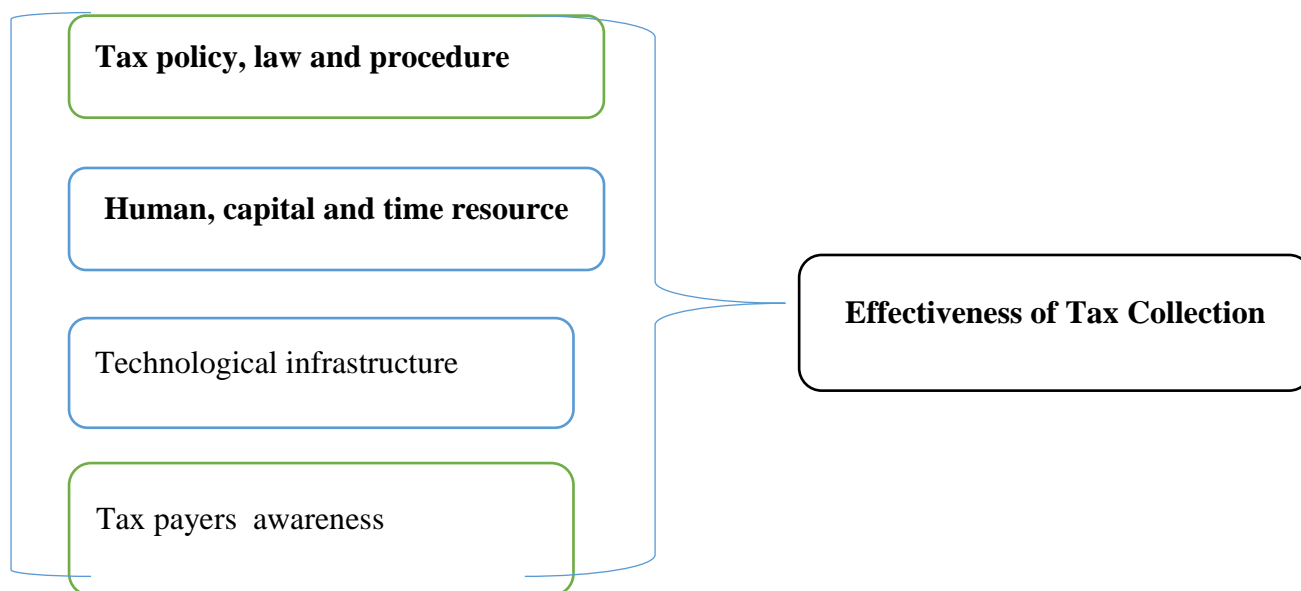 Tax policy, law and procedure
Human, capital and time resource
Technological infrastructure
Tax payers  awareness
Effectiveness of Tax Collection